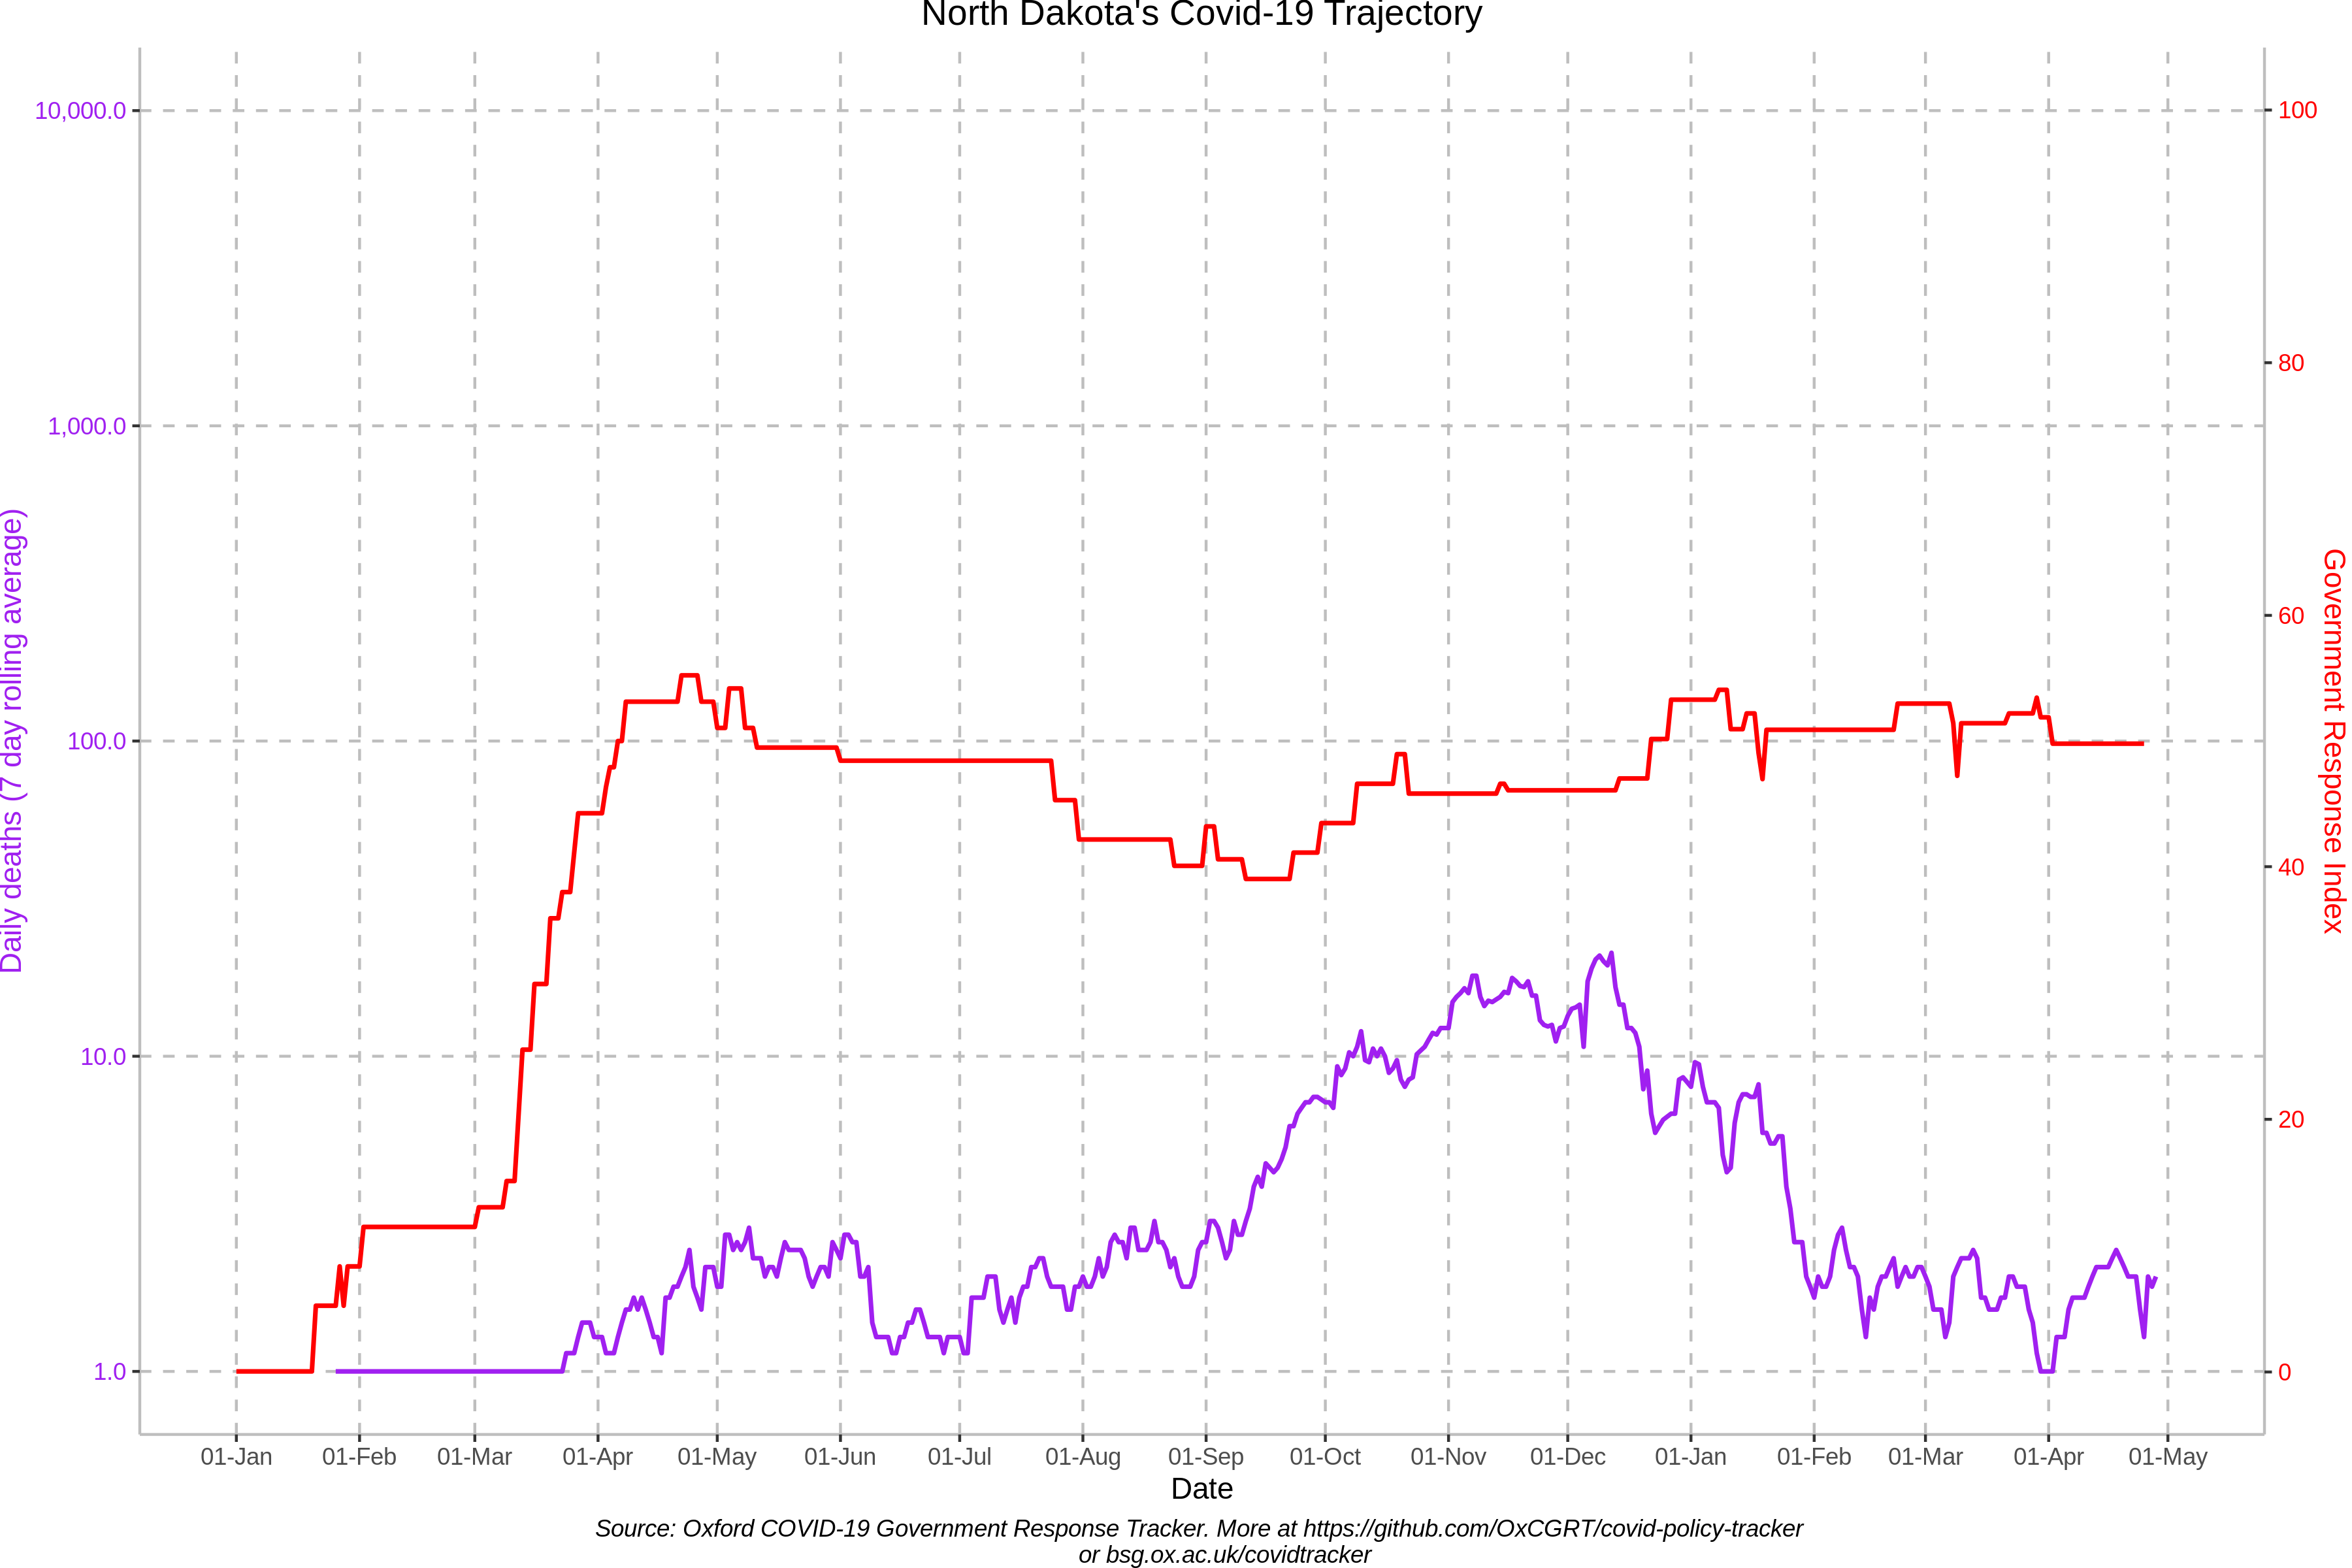 North Dakota's Covid-19 Trajectory
10,000.0
1,000.0
100.0
10.0
1.0
Daily deaths (7 day rolling average)
100
80
60
40
20
0
Government Response Index
01-Jan 01-Feb 01-Mar 01-Apr 01-May 01-Jun 01-Jul 01-Aug 01-Sep 01-Oct 01-Nov 01-Dec 01-Jan 01-Feb 01-Mar 01-Apr 01-May
Date
Source: Oxford COVID-19 Government Response Tracker. More at https://github.com/OxCGRT/covid-policy-tracker
or bsg.ox.ac.uk/covidtracker